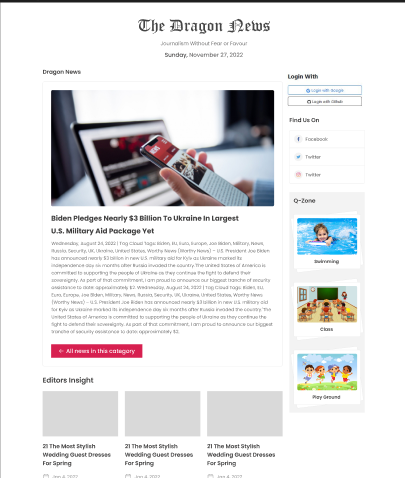 The Dragon News
Journalism Without Fear or Favour
Sunday, November 27, 2022
Dragon News
Biden Pledges Nearly $3 Billion To Ukraine In Largest
U.S. Military Aid Package Yet
Wednesday, August 24, 2022 | Tag Cloud Tags: Biden, EU, Euro, Europe, Joe Biden, Military, News,
Russia, Security, UK, Ukraine, United States, Worthy News (Worthy News) – U.S. President Joe Biden
has announced nearly $3 billion in new U.S. military aid for Kyiv as Ukraine marked its
independence day six months after Russia invaded the country. The United States of America is
committed to supporting the people of Ukraine as they continue the fight to defend their
sovereignty. As part of that commitment, I am proud to announce our biggest tranche of security
assistance to date: approximately $2. Wednesday, August 24, 2022 | Tag Cloud Tags: Biden, EU,
Euro, Europe, Joe Biden, Military, News, Russia, Security, UK, Ukraine, United States, Worthy News
(Worthy News) – U.S. President Joe Biden has announced nearly $3 billion in new U.S. military aid
for Kyiv as Ukraine marked its independence day six months after Russia invaded the country. The
United States of America is committed to supporting the people of Ukraine as they continue the
fight to defend their sovereignty. As part of that commitment, I am proud to announce our biggest
tranche of security assistance to date: approximately $2.
← All news in this category
Editors Insight
21 The Most Stylish
Wedding Guest Dresses
For Spring
Jan 4, 2022
21 The Most Stylish
Wedding Guest Dresses
For Spring
Jan 4, 2022
21 The Most Stylish
Wedding Guest Dresses
For Spring
Jan 4, 2022
Login With
Login with Google
Login with Github
Find Us On
Facebook
Twitter
Twitter
Q-Zone
Swimming
Class
Play Ground